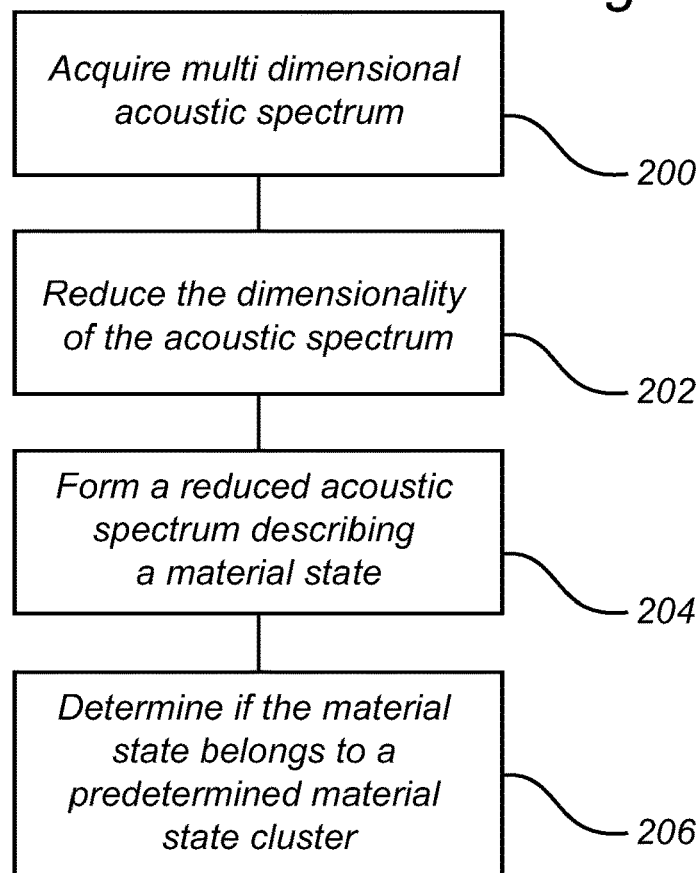 Acquire multi dimensional
acoustic spectrum
200
Reduce the dimensionality
of the acoustic spectrum
202
Form a reduced acoustic
spectrum describing
a material state
204
Determine if the material
state belongs to a
predetermined material
state cluster
206